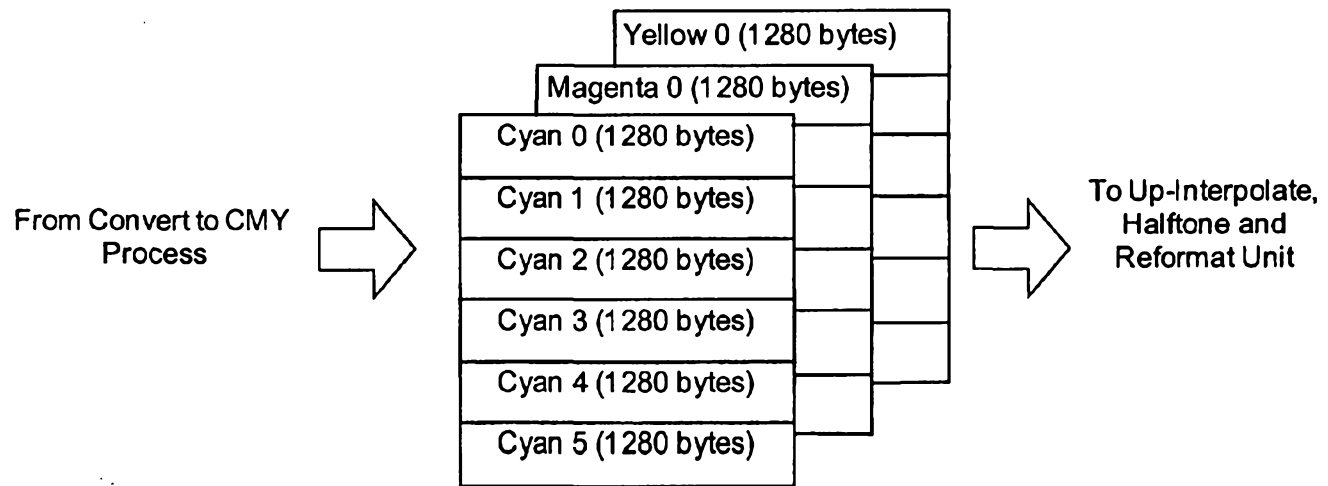 Yellow 0 (1280 bytes)
Magenta 0 (1280 bytes)
Cyan 0 (1280 bytes)
Cyan 1 (1280 bytes)
Cyan 2 (1280 bytes)
Cyan 3 (1280 bytes)
Cyan 4 (1280 bytes)
Cyan 5 (1280 bytes)
From Convert to CMY
Process
To Up-Interpolate,
Halftone and
Reformat Unit